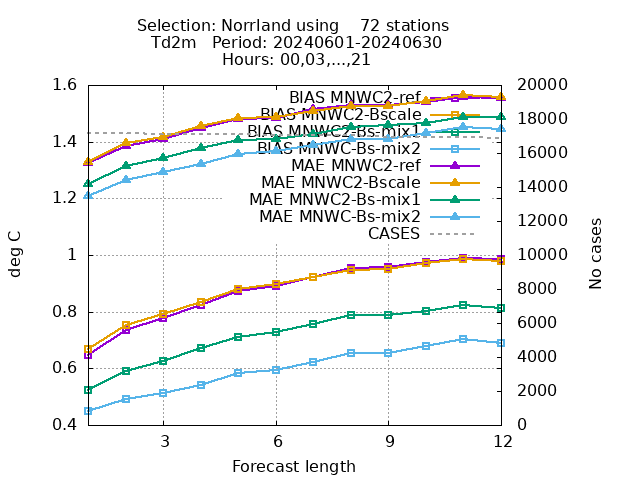 Selection: Norrland using    72 stations
Td2m   Period: 20240601-20240630
Hours: 00,03,...,21
1.6
1.4
1.2
1
0.8
0.6
0.4
20000
18000
16000
14000
12000
10000
8000
6000
4000
2000
0
BIAS MNWC2-ref
BIAS MNWC2-Bscale
BIAS MNWC2-Bs-mix1
BIAS MNWC-Bs-mix2
MAE MNWC2-ref
MAE MNWC2-Bscale
MAE MNWC2-Bs-mix1
MAE MNWC-Bs-mix2
CASES
deg C
No cases
3
6
9
12
Forecast length